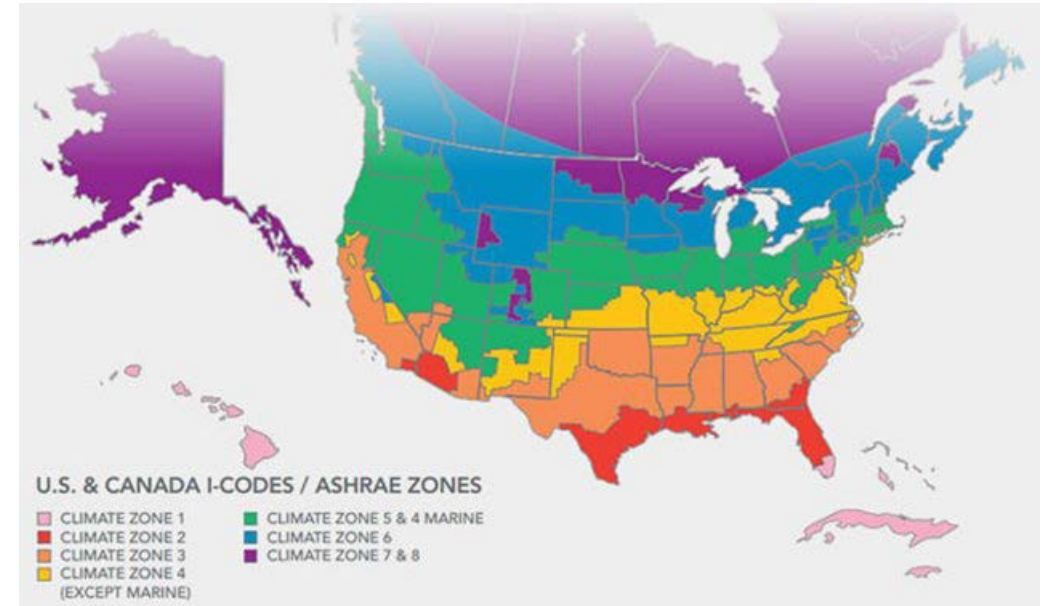 U.S. & CANADA I-CODES / ASHRAE ZONES
CLIMATE ZONE 1
CLIMATE ZONE 2
CLIMATE ZONE 3
CLIMATE ZONE 4
(EXCEPT MARINE)
CLIMATE ZONE 5 & 4 MARINE
CLIMATE ZONE 6
CLIMATE ZONE 7 & 8